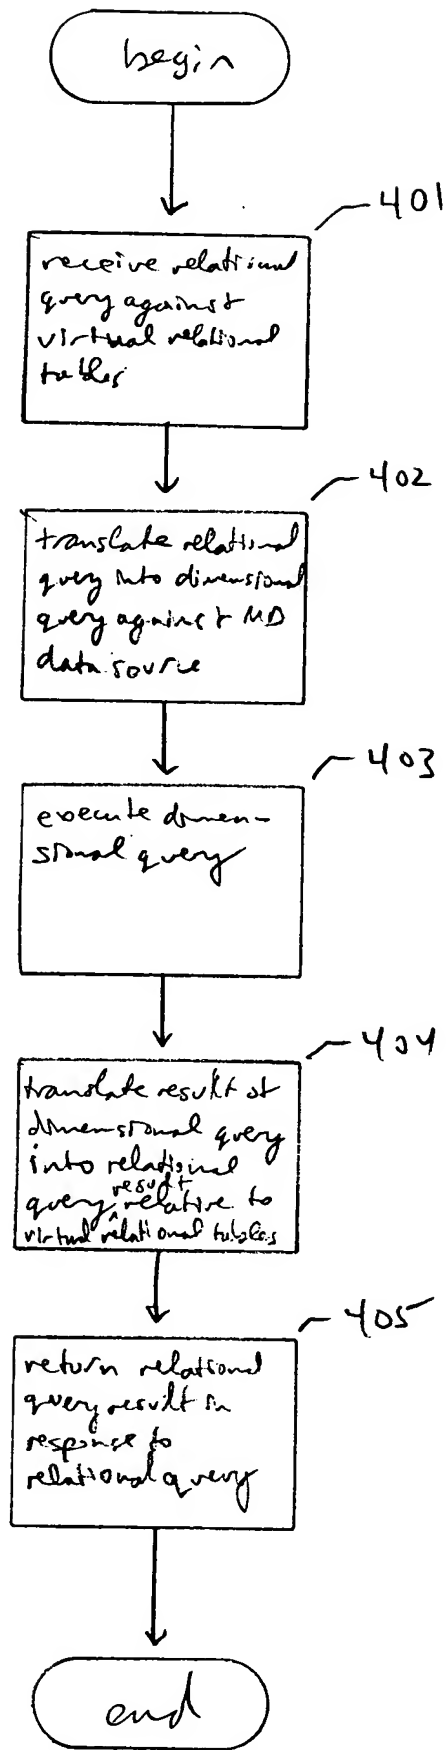 begin
401
receive relational
query against
virtual relational
tables
402
translate relational
query into dimensional
query against MD
data source
403
execute dimen-
sional query
404
translate result of
dimensional query
into relational
result
query ^ relative to
virtual relational tables
405
return relational
query result in
response to
relational query
end